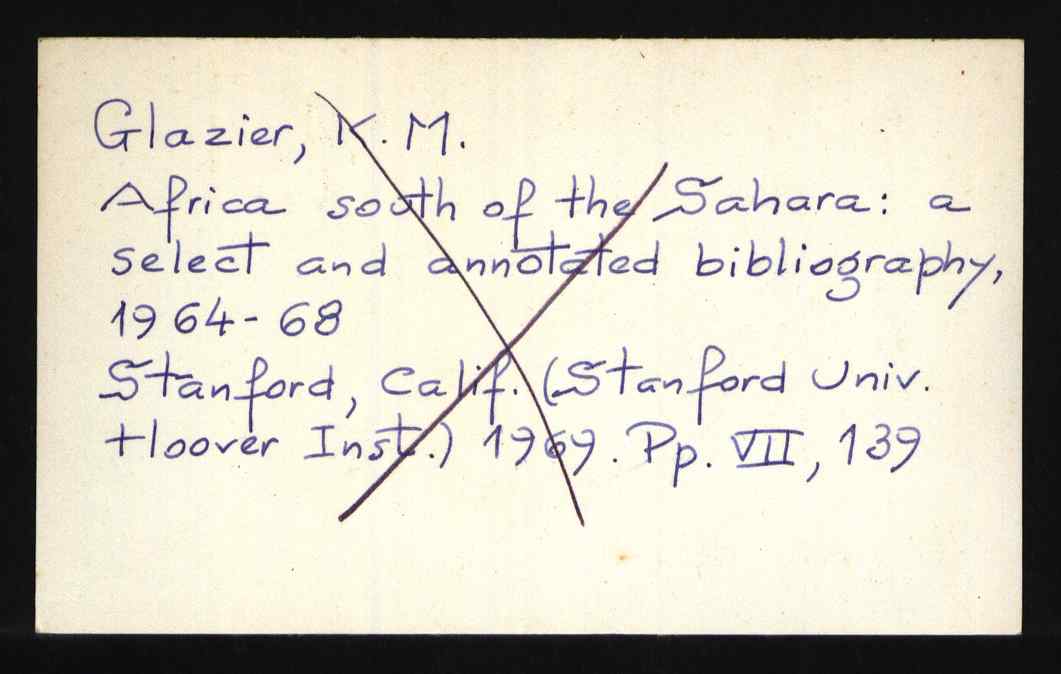 Glazier, K.M.
Africa south of the Sahara: a
select and annotated bibliography,
1964-68
Stanford, Calif. (Stanford Univ.
Hoover Inst.) 1969. Pp. VII, 139